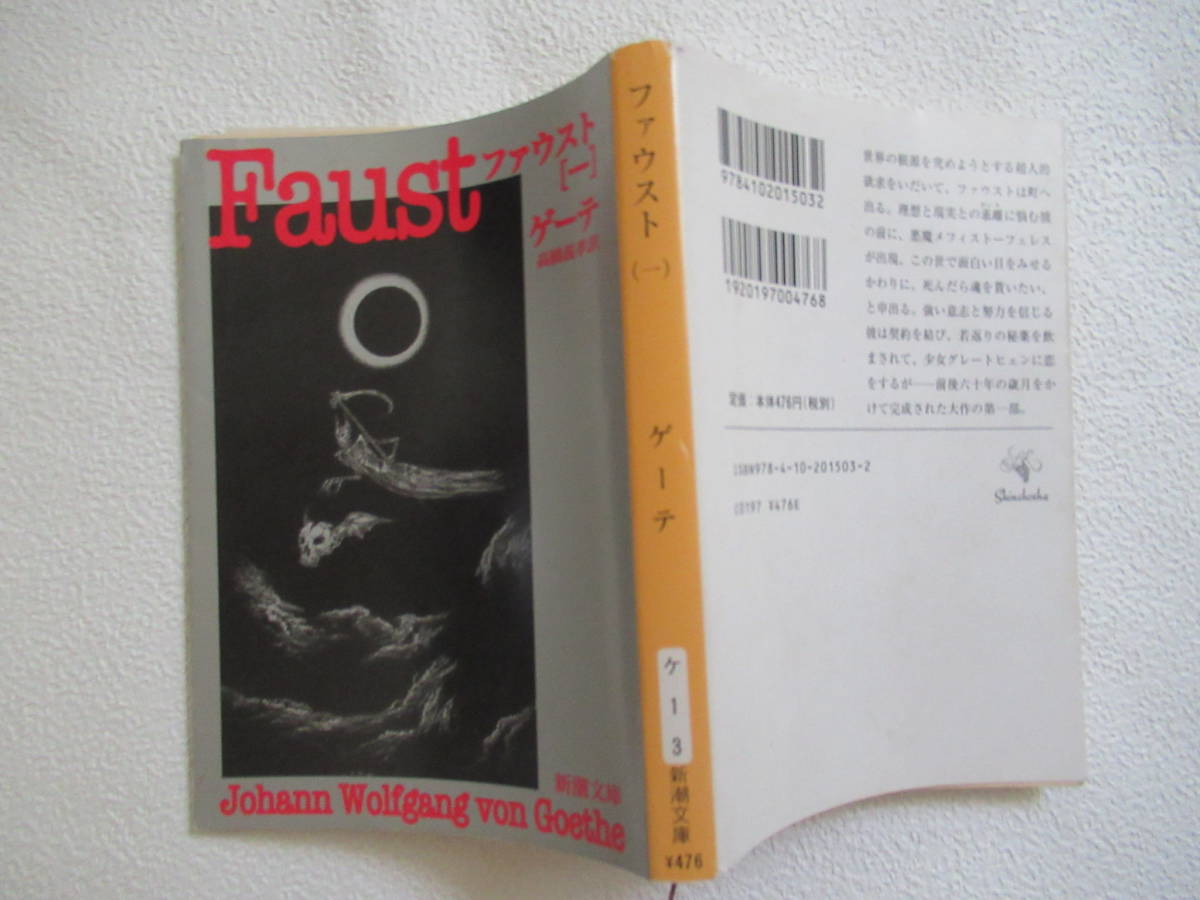 Faust
ファウスト
[一]
ゲーテ
高橋義孝訳
新潮文庫
Johann Wolfgang von Goethe
ファウスト(一)
ゲーテ
ケ
1
3
新潮文庫
¥476
9784102015032
1920197004768
定価:本体476円(税別)
世界の根源を究めようとする超人的
欲求をいだいて、ファウストは町へ
出る。理想と現実との乖離に悩む彼
の前に、悪魔メフィストーフェレス
が出現、この世で面白い目をみせる
かわりに、死んだら魂を貰いたい、
と申出る。強い意志と努力を信じる
彼は契約を結び、若返りの秘薬を飲
まされて、少女グレートヒェンに恋
をするが——前後六十年の歳月をか
けて完成された大作の第一部。
ISBN978-4-10-201503-2
C0197 ¥476E
Shinchosha